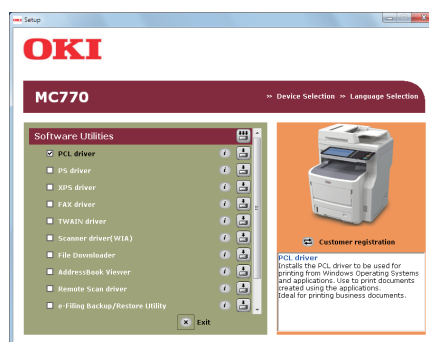 OKI Setup
OKI
MC770
» Device Selection » Language Selection
Software Utilities
PCL driver
PS driver
XPS driver
FAX driver
TWAIN driver
Scanner driver(WIA)
File Downloader
AddressBook Viewer
Remote Scan driver
e-Filing Backup/Restore Utility
x Exit
Customer registration
PCL driver
Installs the PCL driver to be used for
printing from Windows Operating Systems
and applications. Use to print documents
created using the applications.
Ideal for printing business documents.